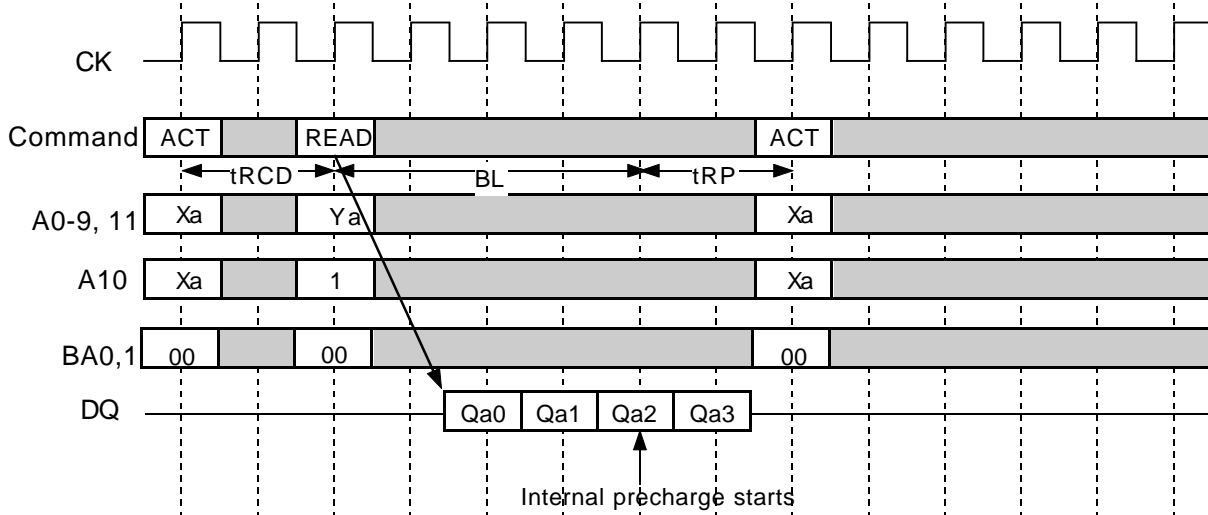 CK
Command ACT READ ACT
tRCD BL tRP
A0-9, 11 Xa Ya Xa
A10 Xa 1 Xa
BA0,1 00 00 00
DQ Qa0 Qa1 Qa2 Qa3
Internal precharge starts